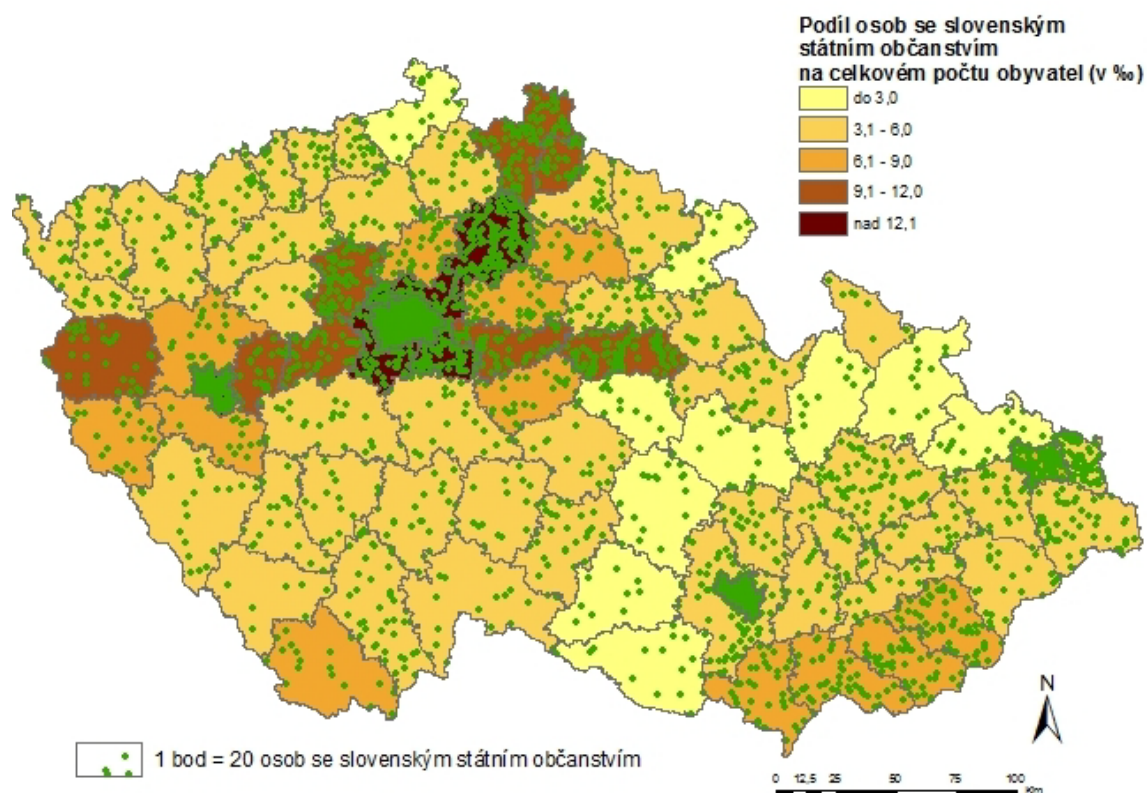 Podíl osob se slovenským
státním občanstvím
na celkovém počtu obyvatel (v ‰)
do 3,0
3,1 - 6,0
6,1 - 9,0
9,1 - 12,0
nad 12,1
N
1 bod = 20 osob se slovenským státním občanstvím
0 12,5 25 50 75 100
Km